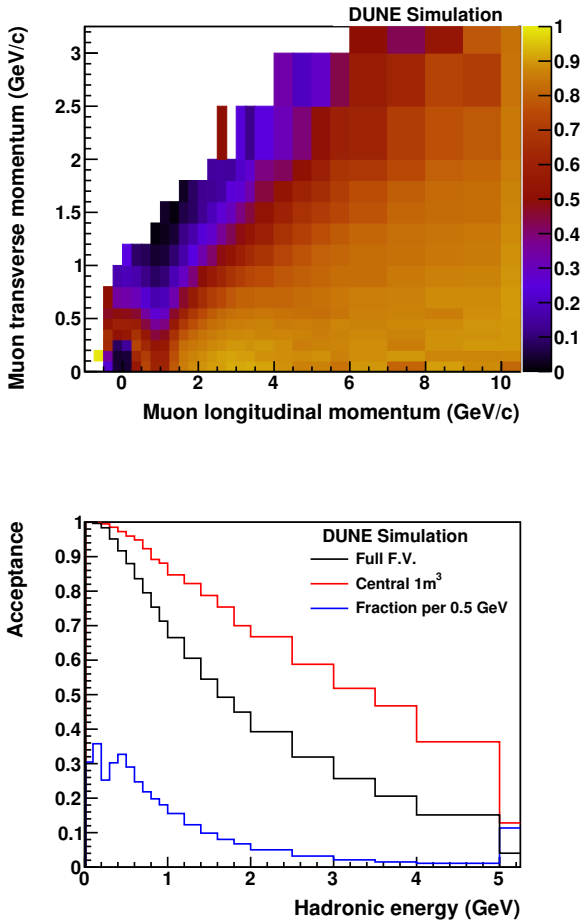 DUNE Simulation
Muon transverse momentum (GeV/c)
3
2.5
2
1.5
1
0.5
0
0 2 4 6 8 10
Muon longitudinal momentum (GeV/c)
1
0.9
0.8
0.7
0.6
0.5
0.4
0.3
0.2
0.1
0
Acceptance
1
0.9
0.8
0.7
0.6
0.5
0.4
0.3
0.2
0.1
0
DUNE Simulation
Full F.V.
Central 1m³
Fraction per 0.5 GeV
0 1 2 3 4 5
Hadronic energy (GeV)